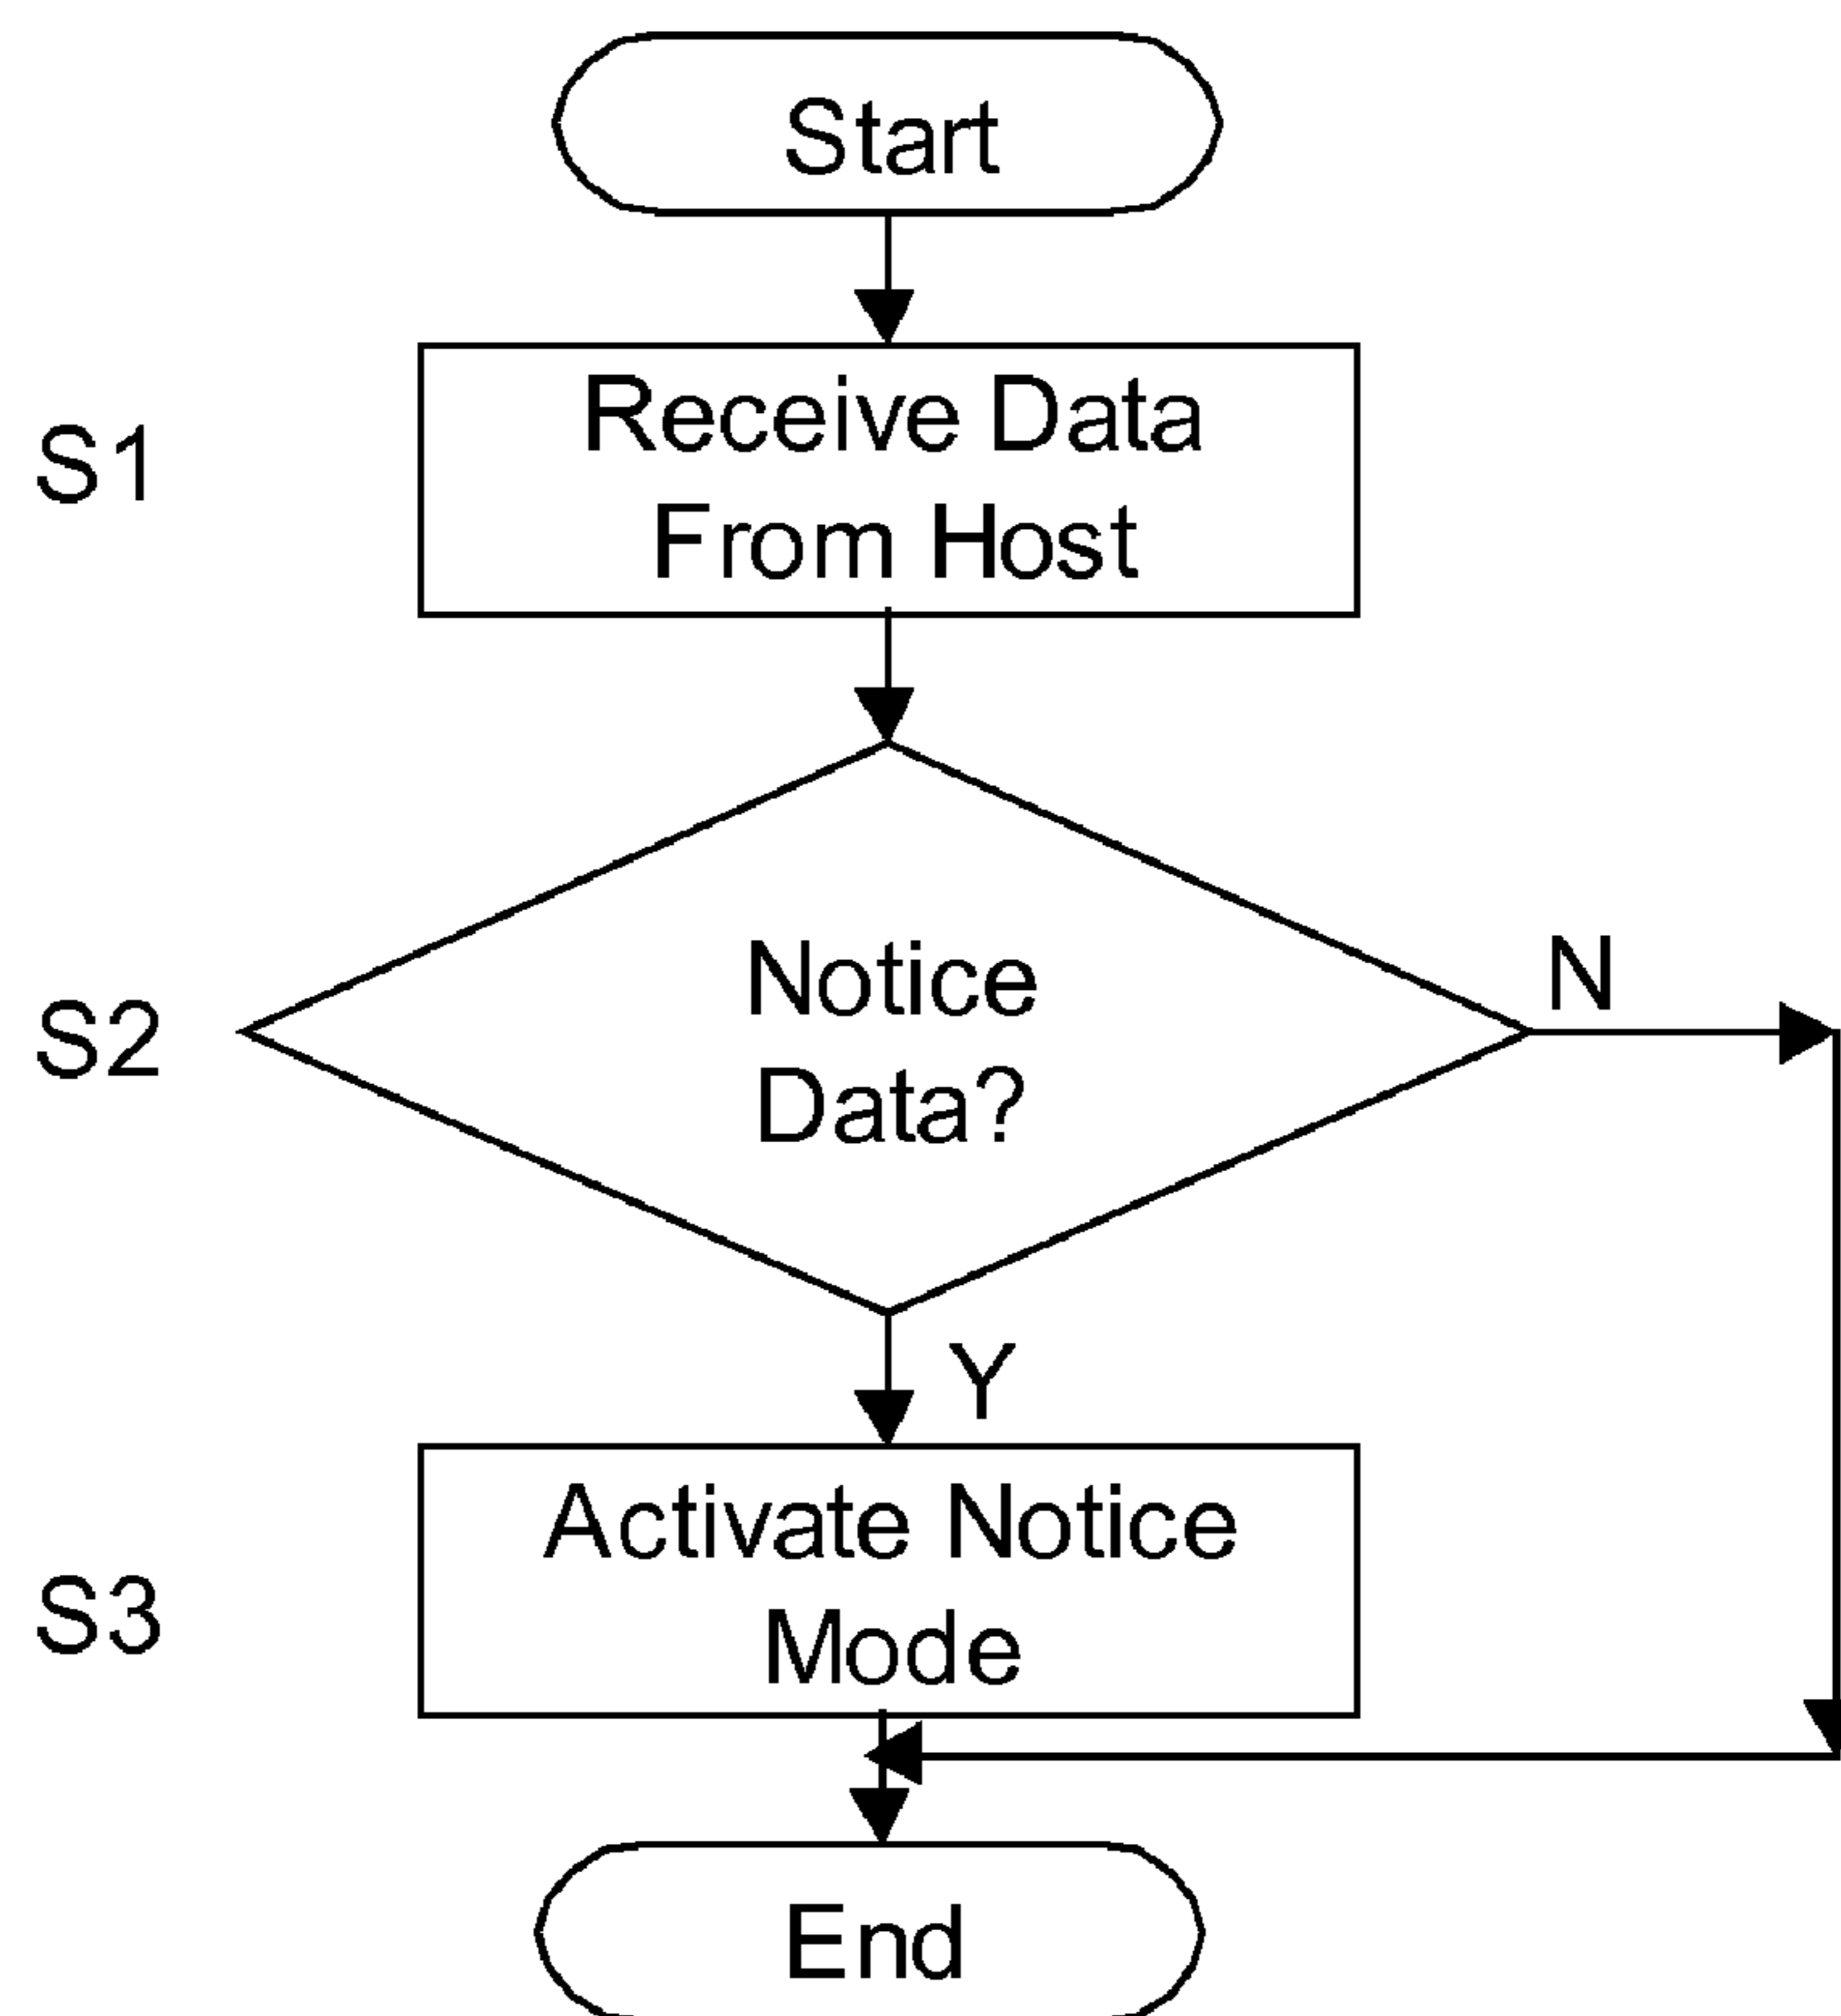 Start
S1
Receive Data
From Host
S2
Notice
Data?
N
Y
S3
Activate Notice
Mode
End